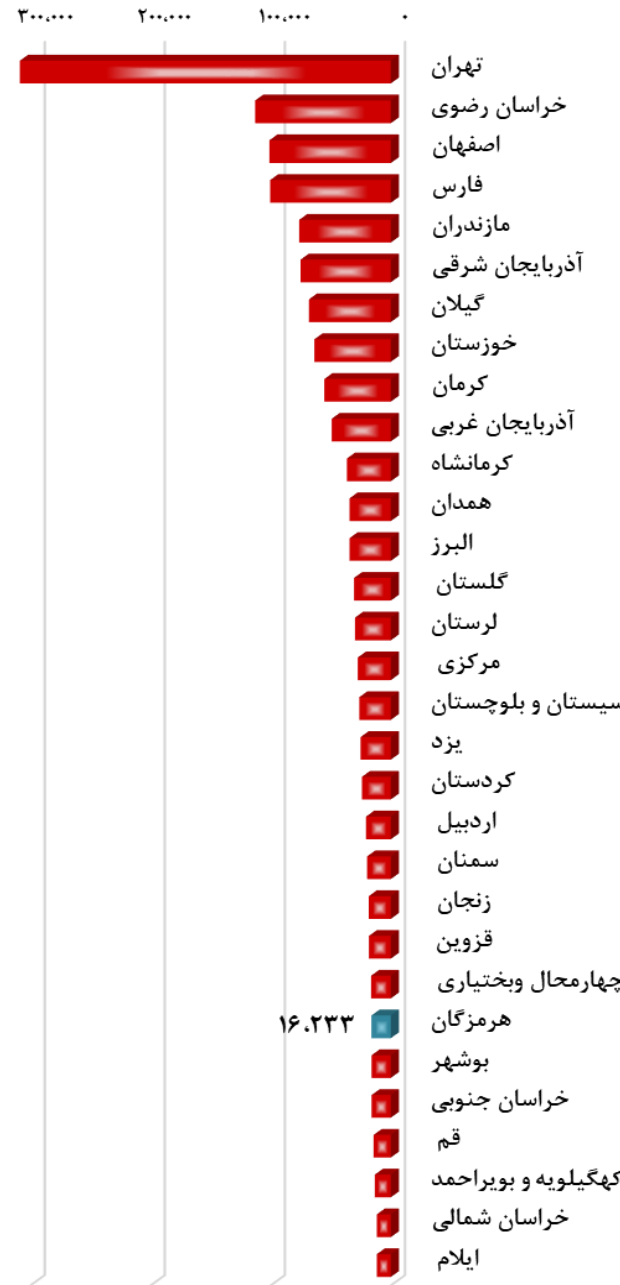 ۳۰۰،۰۰۰ ۲۰۰،۰۰۰ ۱۰۰،۰۰۰ ۰
تهران
خراسان رضوی
اصفهان
فارس
مازندران
آذربایجان شرقی
گیلان
خوزستان
کرمان
آذربایجان غربی
کرمانشاه
همدان
البرز
گلستان
لرستان
مرکزی
سیستان و بلوچستان
یزد
کردستان
اردبیل
سمنان
زنجان
قزوین
چهارمحال وبختیاری
هرمزگان ۱۶،۲۳۳
بوشهر
خراسان جنوبی
قم
کهگیلویه و بویراحمد
خراسان شمالی
ایلام